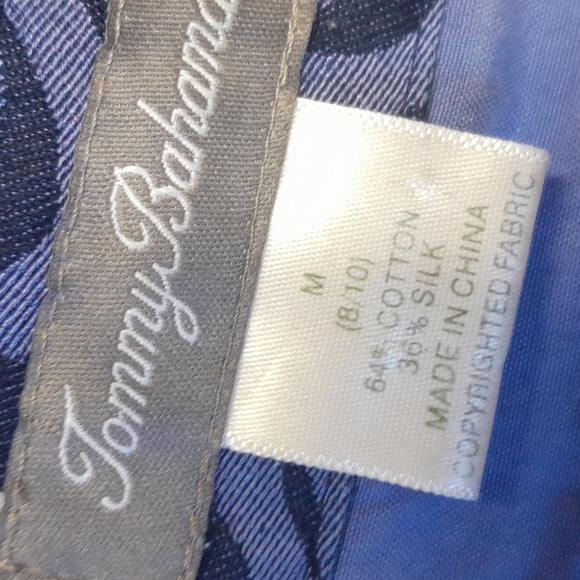 Tommy Bahama
M
(8/10)
64% COTTON
36% SILK
MADE IN CHINA
COPYRIGHTED FABRIC